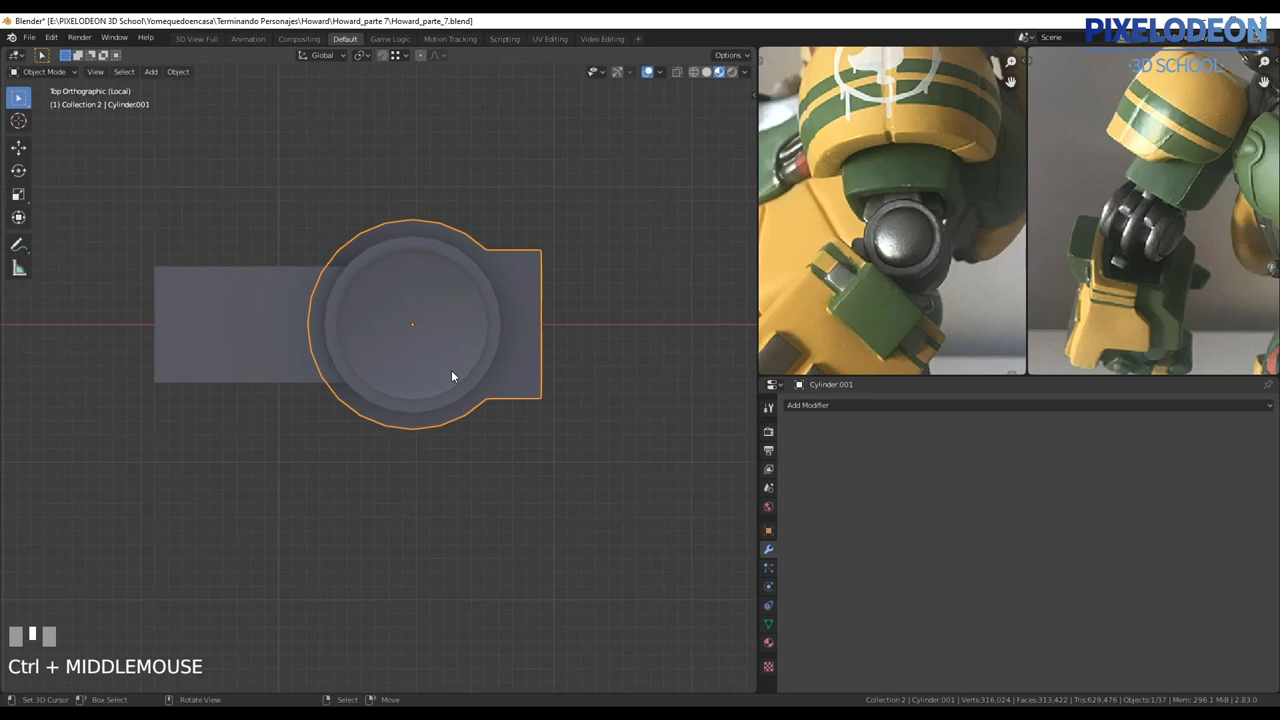 Blender* [E:\PIXELODEON 3D School\Yomequedoencasa\Terminando Personajes\Howard\Howard_parte 7\Howard_parte_7.blend]
PIXELODEON
·3D SCHOOL·
File Edit Render Window Help
3D View Full Animation Compositing Default Game Logic Motion Tracking Scripting UV Editing Video Editing +
Scene
Global
Options
Object Mode View Select Add Object
Top Orthographic (Local)
(1) Collection 2 | Cylinder.001
Cylinder.001
Add Modifier
Ctrl + MIDDLEMOUSE
Set 3D Cursor Box Select Rotate View Select Move
Collection 2 | Cylinder.001 | Verts:316,024 | Faces:313,422 | Tris:629,476 | Objects:1/37 | Mem: 296.1 MiB | 2.83.0